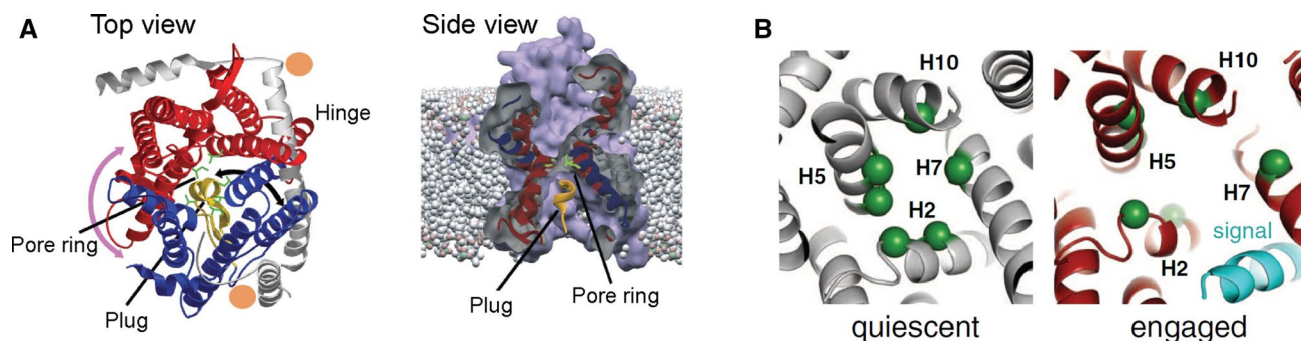 A
Top view
Hinge
Pore ring
Plug
Side view
Plug
Pore ring
B
H10
H5
H7
H2
quiescent
H10
H5
H7
signal
H2
engaged